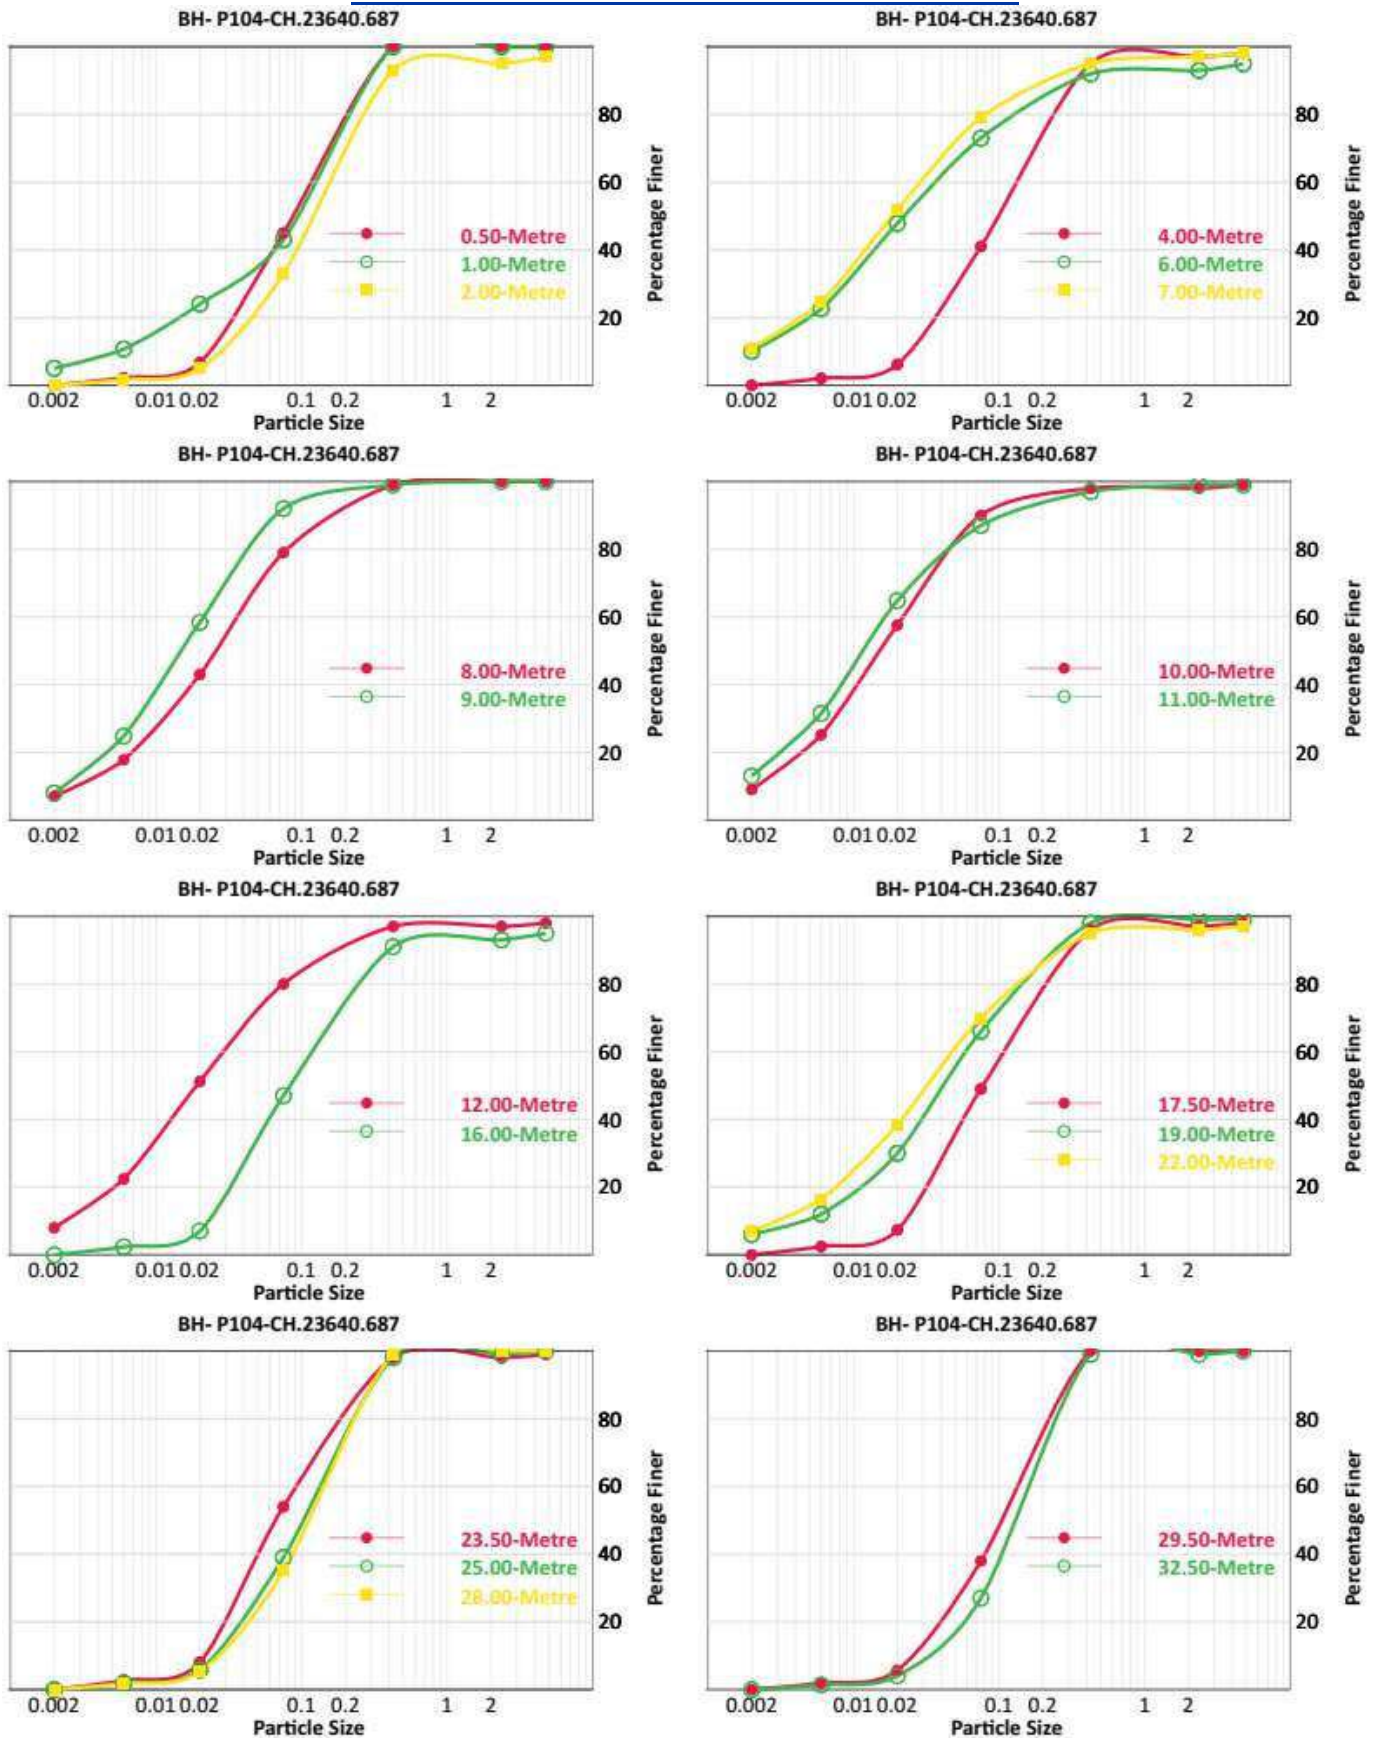 BH- P104-CH.23640.687
80
60
40
20
Percentage Finer
0.50-Metre
1.00-Metre
2.00-Metre
0.002 0.01 0.02 0.1 0.2 1 2
Particle Size
BH- P104-CH.23640.687
80
60
40
20
Percentage Finer
4.00-Metre
6.00-Metre
7.00-Metre
0.002 0.01 0.02 0.1 0.2 1 2
Particle Size
BH- P104-CH.23640.687
80
60
40
20
Percentage Finer
8.00-Metre
9.00-Metre
0.002 0.01 0.02 0.1 0.2 1 2
Particle Size
BH- P104-CH.23640.687
80
60
40
20
Percentage Finer
10.00-Metre
11.00-Metre
0.002 0.01 0.02 0.1 0.2 1 2
Particle Size
BH- P104-CH.23640.687
80
60
40
20
Percentage Finer
12.00-Metre
16.00-Metre
0.002 0.01 0.02 0.1 0.2 1 2
Particle Size
BH- P104-CH.23640.687
80
60
40
20
Percentage Finer
17.50-Metre
19.00-Metre
22.00-Metre
0.002 0.01 0.02 0.1 0.2 1 2
Particle Size
BH- P104-CH.23640.687
80
60
40
20
Percentage Finer
23.50-Metre
25.00-Metre
28.00-Metre
0.002 0.01 0.02 0.1 0.2 1 2
Particle Size
BH- P104-CH.23640.687
80
60
40
20
Percentage Finer
29.50-Metre
32.50-Metre
0.002 0.01 0.02 0.1 0.2 1 2
Particle Size